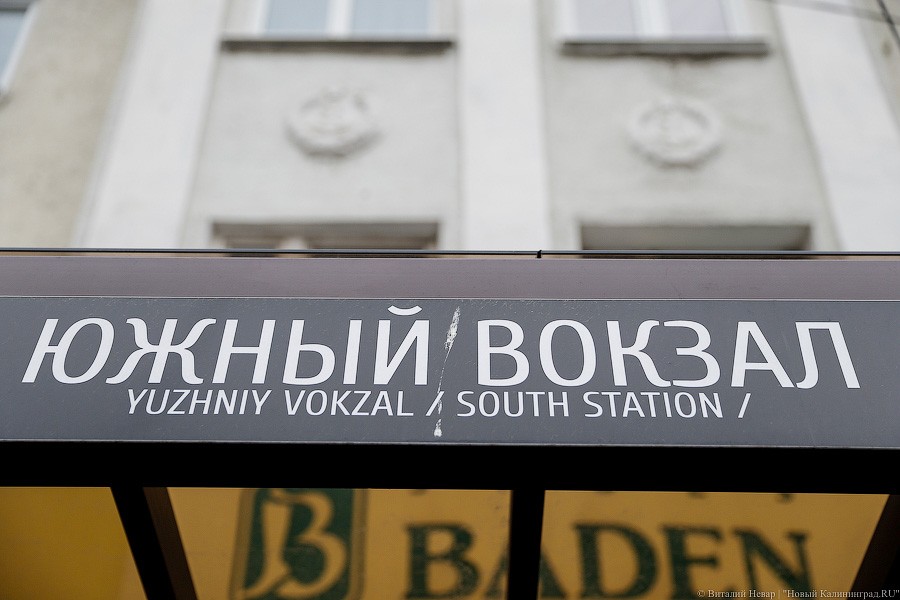 ЮЖНЫЙ ВОКЗАЛ
YUZHNIY VOKZAL / SOUTH STATION /
B
BADEN
© Виталий Невар | "Новый Калининград.RU"